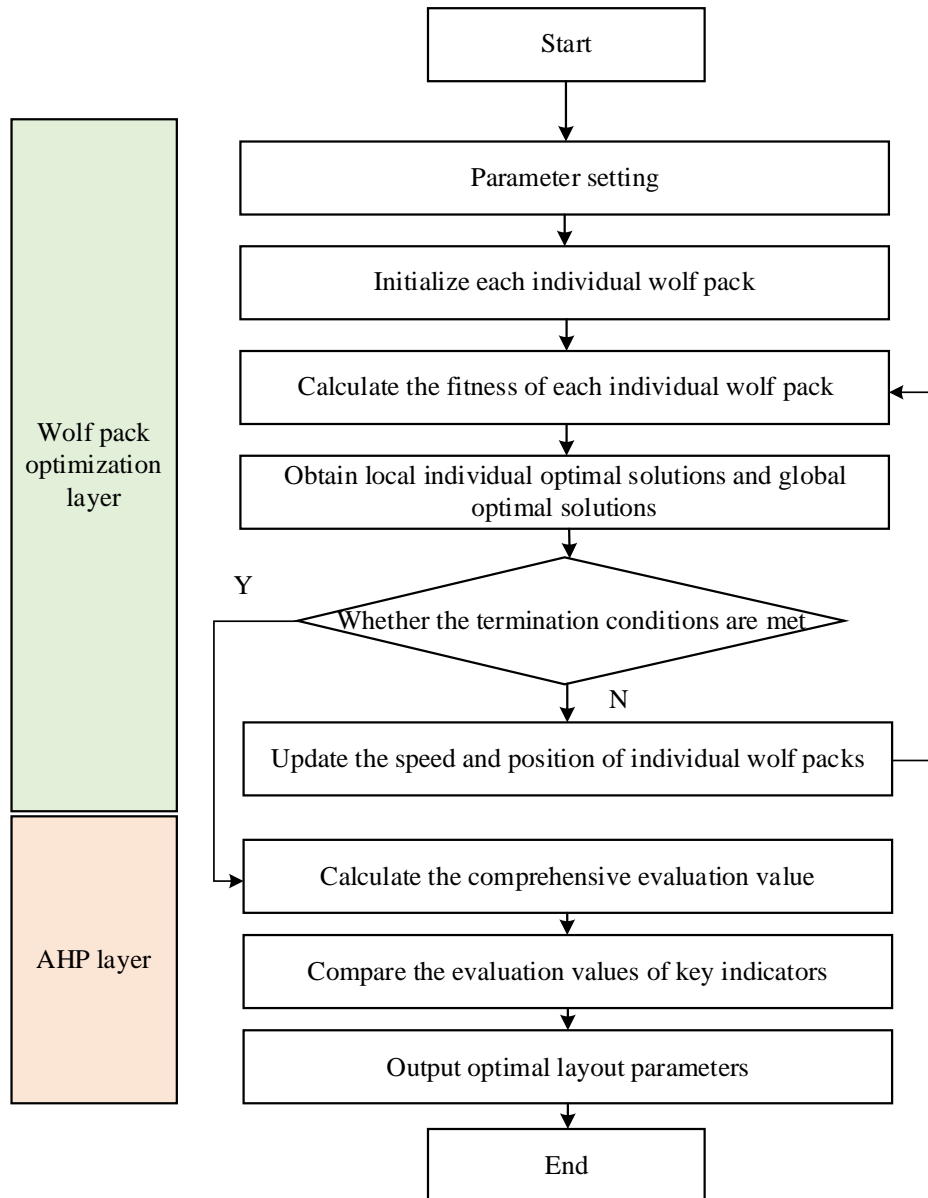 Start
Parameter setting
Initialize each individual wolf pack
Calculate the fitness of each individual wolf pack
Wolf pack
optimization
layer
Obtain local individual optimal solutions and global
optimal solutions
Y
Whether the termination conditions are met
N
Update the speed and position of individual wolf packs
Calculate the comprehensive evaluation value
AHP layer
Compare the evaluation values of key indicators
Output optimal layout parameters
End